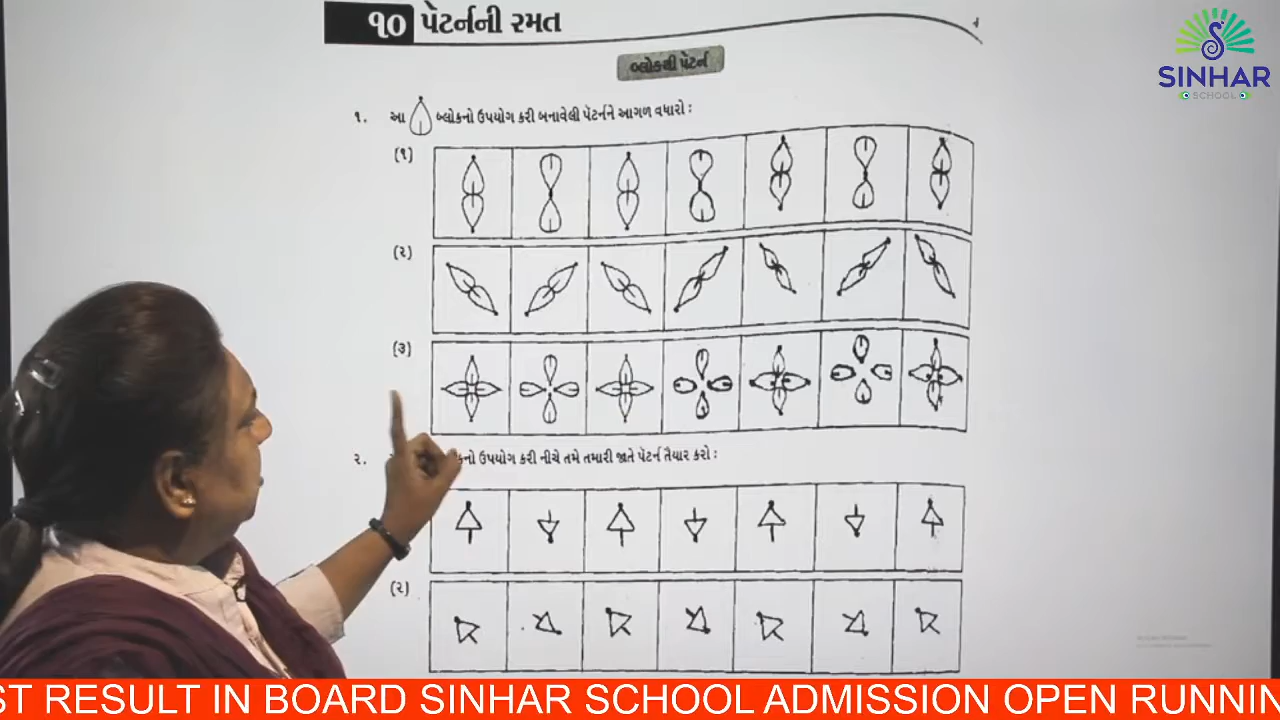 ૧૦ પેટર્નની રમત
SINHAR
SCHOOL
બ્લોકથી પૅટર્ન
૧. આ બ્લોકનો ઉપયોગ કરી બનાવેલી પૅટર્નને આગળ વધારો :
(૧)
(૨)
(૩)
૨. નો ઉપયોગ કરી નીચે તમે તમારી જાતે પૅટર્ન તૈયાર કરો :
(૨)
ST RESULT IN BOARD SINHAR SCHOOL ADMISSION OPEN RUNNIN